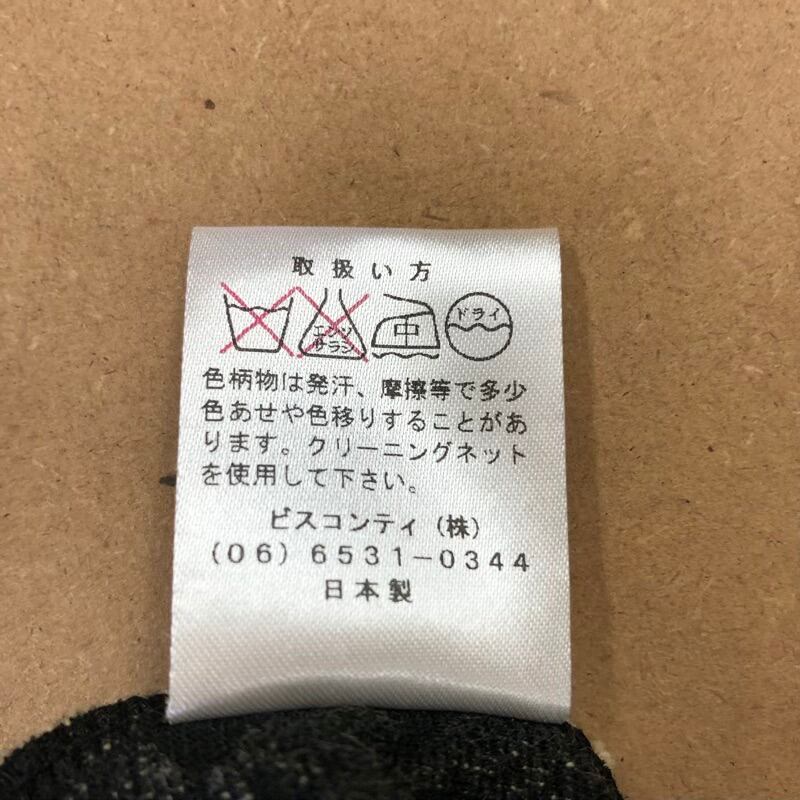 取扱い方
エンソ
サラシ
中
ドライ
色柄物は発汗、摩擦等で多少
色あせや色移りすることがあ
ります。クリーニングネット
を使用して下さい。
ビスコンティ(株)
(06)6531-0344
日本製